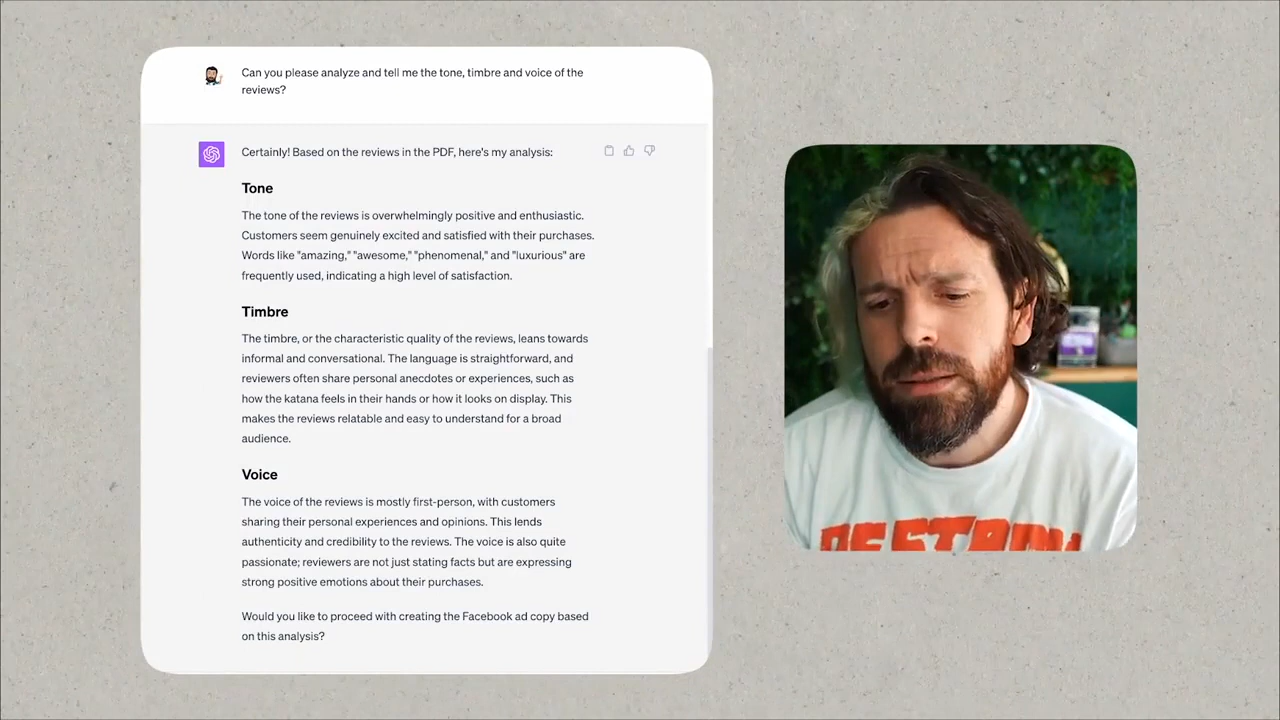 Can you please analyze and tell me the tone, timbre and voice of the
reviews?
Certainly! Based on the reviews in the PDF, here's my analysis:
Tone
The tone of the reviews is overwhelmingly positive and enthusiastic.
Customers seem genuinely excited and satisfied with their purchases.
Words like "amazing," "awesome," "phenomenal," and "luxurious" are
frequently used, indicating a high level of satisfaction.
Timbre
The timbre, or the characteristic quality of the reviews, leans towards
informal and conversational. The language is straightforward, and
reviewers often share personal anecdotes or experiences, such as
how the katana feels in their hands or how it looks on display. This
makes the reviews relatable and easy to understand for a broad
audience.
Voice
The voice of the reviews is mostly first-person, with customers
sharing their personal experiences and opinions. This lends
authenticity and credibility to the reviews. The voice is also quite
passionate; reviewers are not just stating facts but are expressing
strong positive emotions about their purchases.
Would you like to proceed with creating the Facebook ad copy based
on this analysis?